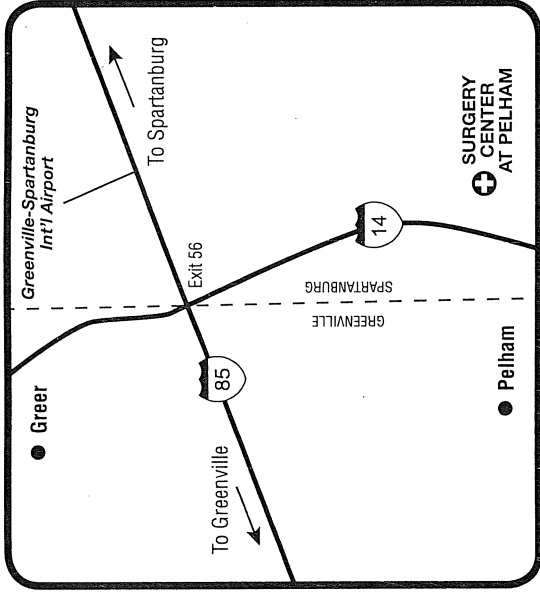 Greer
Greenville-Spartanburg
Int'l Airport
To Spartanburg
Exit 56
85
To Greenville
14
GREENVILLE
SPARTANBURG
Pelham
SURGERY
CENTER
AT PELHAM